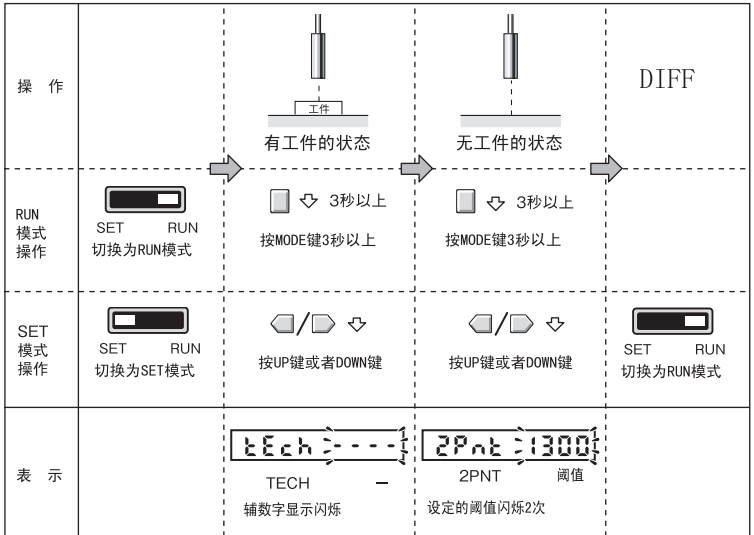 操 作
工件
有工件的状态
无工件的状态
DIFF
RUN
模式
操作
SET RUN
切换为RUN模式
3秒以上
按MODE键3秒以上
3秒以上
按MODE键3秒以上
SET
模式
操作
SET RUN
切换为SET模式
按UP键或者DOWN键
按UP键或者DOWN键
SET RUN
切换为RUN模式
表 示
tEch ----
TECH —
辅数字显示闪烁
2Pnt 1300
2PNT 阈值
设定的阈值闪烁2次